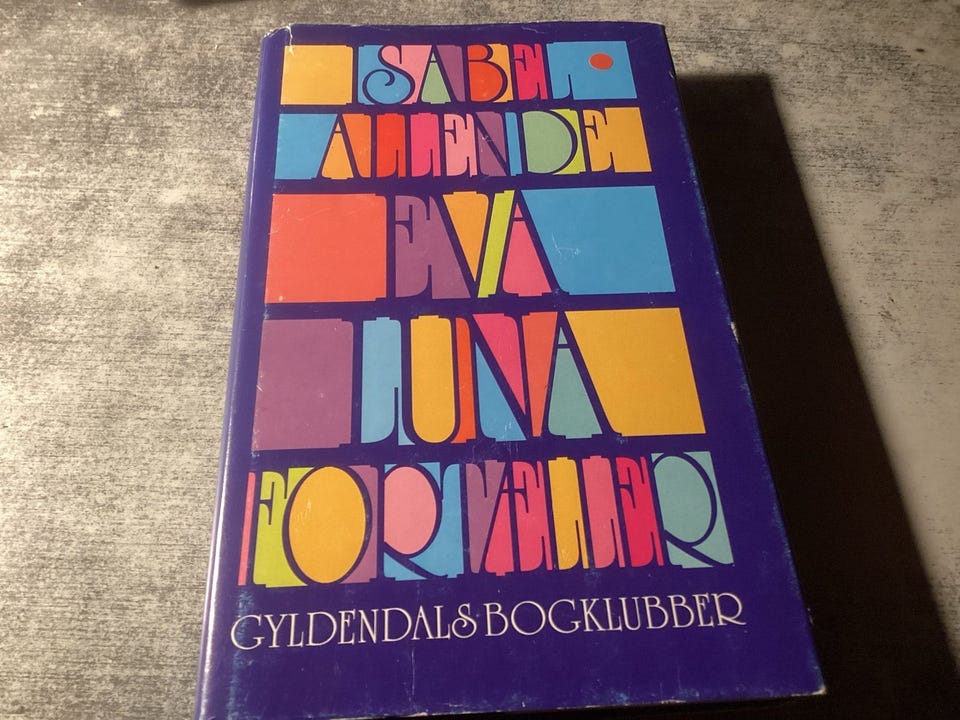 ISABEL
ALLENDE
EVA
LUNA
FORTÆLLER
GYLDENDALS BOGKLUBBER